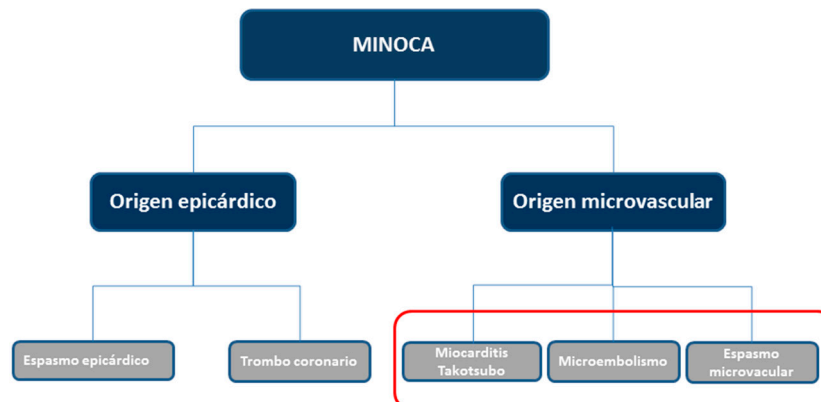 MINOCA
Origen epicárdico
Origen microvascular
Espasmo epicárdico
Trombo coronario
Miocarditis
Takotsubo
Microembolismo
Espasmo
microvacular